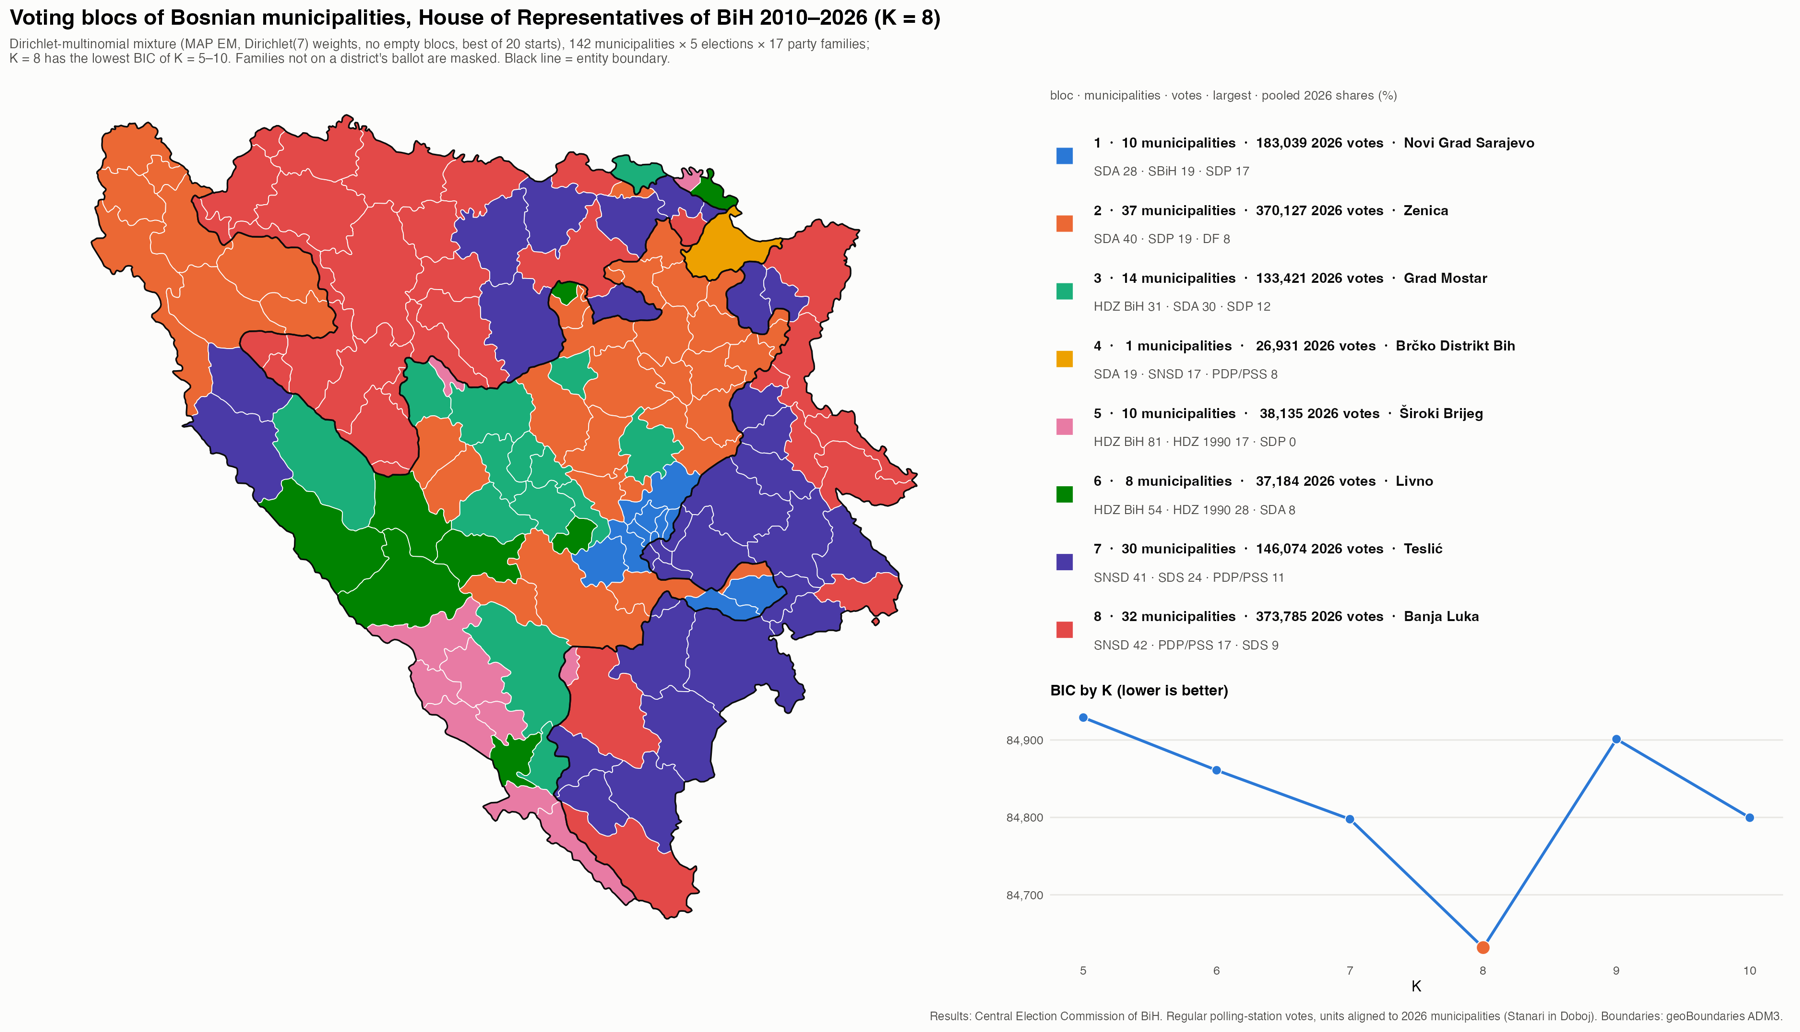 Voting blocs of Bosnian municipalities, House of Representatives of BiH 2010–2026 (K = 8)
Dirichlet-multinomial mixture (MAP EM, Dirichlet(7) weights, no empty blocs, best of 20 starts), 142 municipalities × 5 elections × 17 party families;
K = 8 has the lowest BIC of K = 5–10. Families not on a district's ballot are masked. Black line = entity boundary.
bloc · municipalities · votes · largest · pooled 2026 shares (%)
1 · 10 municipalities · 183,039 2026 votes · Novi Grad Sarajevo
SDA 28 · SBiH 19 · SDP 17
2 · 37 municipalities · 370,127 2026 votes · Zenica
SDA 40 · SDP 19 · DF 8
3 · 14 municipalities · 133,421 2026 votes · Grad Mostar
HDZ BiH 31 · SDA 30 · SDP 12
4 · 1 municipalities · 26,931 2026 votes · Brčko Distrikt Bih
SDA 19 · SNSD 17 · PDP/PSS 8
5 · 10 municipalities · 38,135 2026 votes · Široki Brijeg
HDZ BiH 81 · HDZ 1990 17 · SDP 0
6 · 8 municipalities · 37,184 2026 votes · Livno
HDZ BiH 54 · HDZ 1990 28 · SDA 8
7 · 30 municipalities · 146,074 2026 votes · Teslić
SNSD 41 · SDS 24 · PDP/PSS 11
8 · 32 municipalities · 373,785 2026 votes · Banja Luka
SNSD 42 · PDP/PSS 17 · SDS 9
BIC by K (lower is better)
84,900
84,800
84,700
5 6 7 8 9 10
K
Results: Central Election Commission of BiH. Regular polling-station votes, units aligned to 2026 municipalities (Stanari in Doboj). Boundaries: geoBoundaries ADM3.